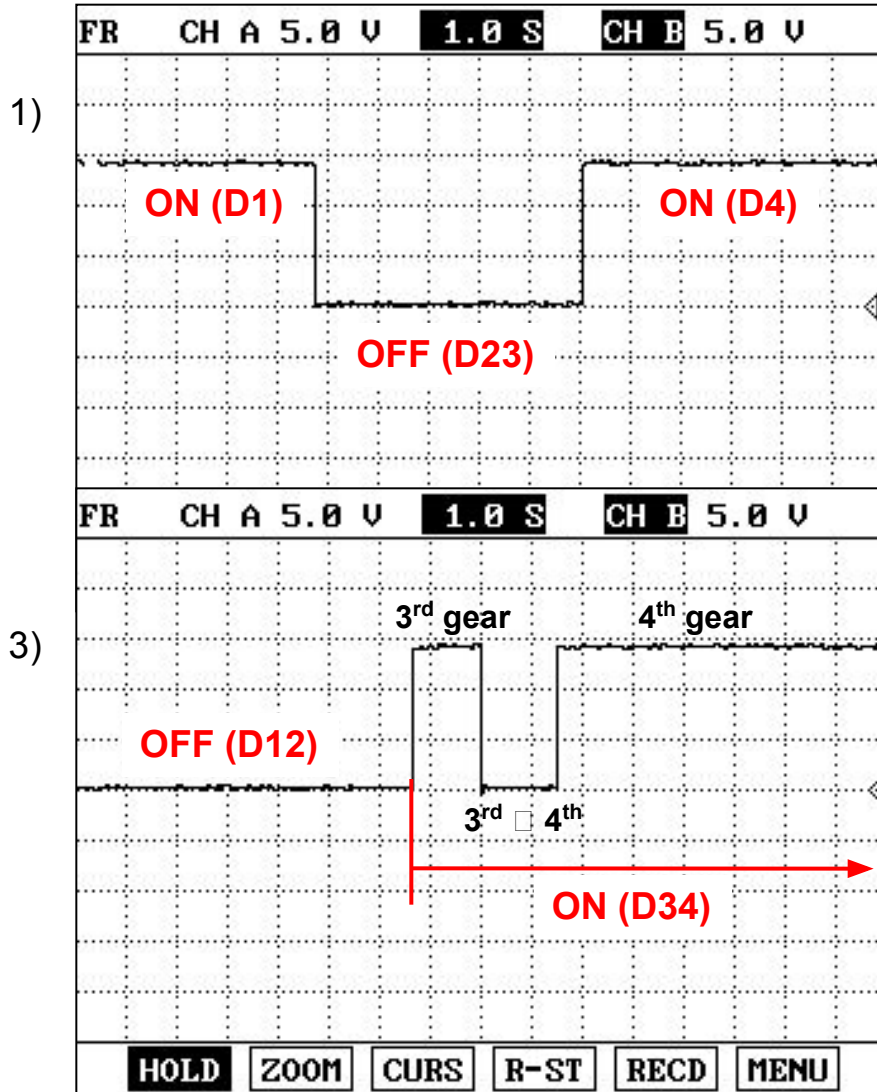 FR CH A 5.0 V 1.0 S CH B 5.0 V
1)
ON (D1) ON (D4)
OFF (D23)
FR CH A 5.0 V 1.0 S CH B 5.0 V
3rd gear 4th gear
3)
OFF (D12)
3rd □ 4th
ON (D34)
HOLD ZOOM CURS R-ST RECD MENU